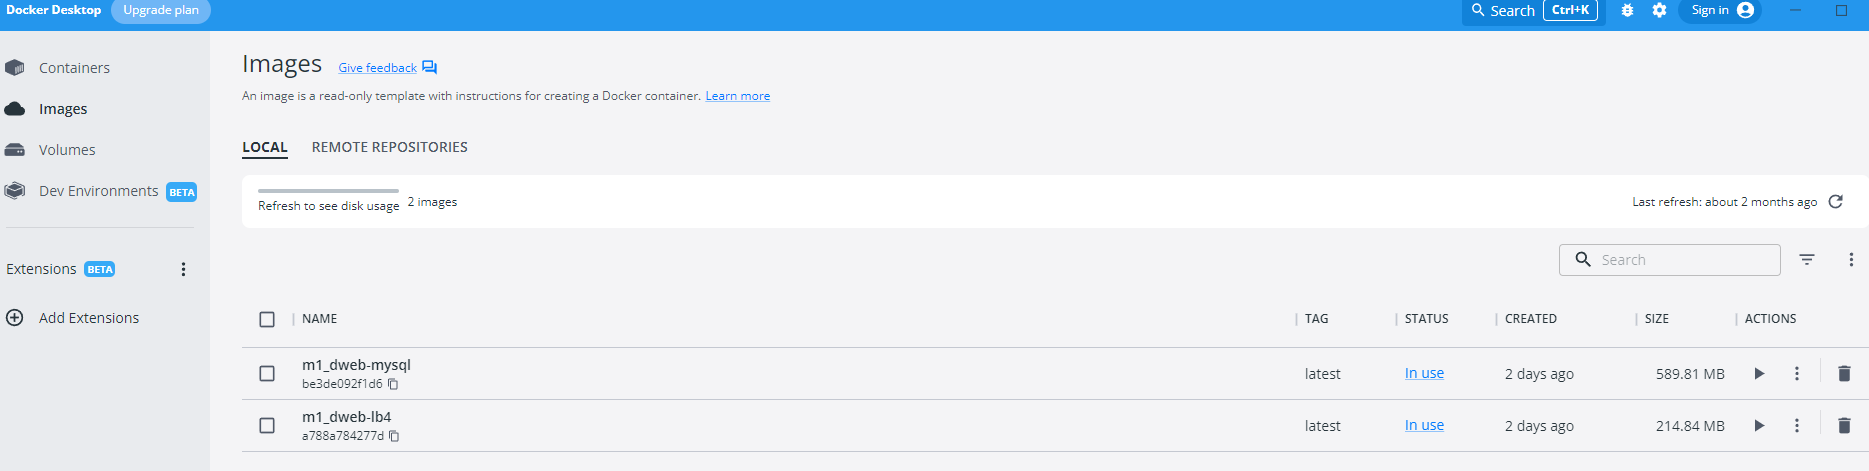 Docker Desktop Upgrade plan Search Ctrl+K Sign in
Containers
Images
Volumes
Dev Environments BETA
Extensions BETA
Add Extensions
Images Give feedback
An image is a read-only template with instructions for creating a Docker container. Learn more
LOCAL REMOTE REPOSITORIES
Refresh to see disk usage 2 images Last refresh: about 2 months ago
Search
NAME TAG STATUS CREATED SIZE ACTIONS
m1_dweb-mysql latest In use 2 days ago 589.81 MB
be3de092f1d6
m1_dweb-lb4 latest In use 2 days ago 214.84 MB
a788a784277d